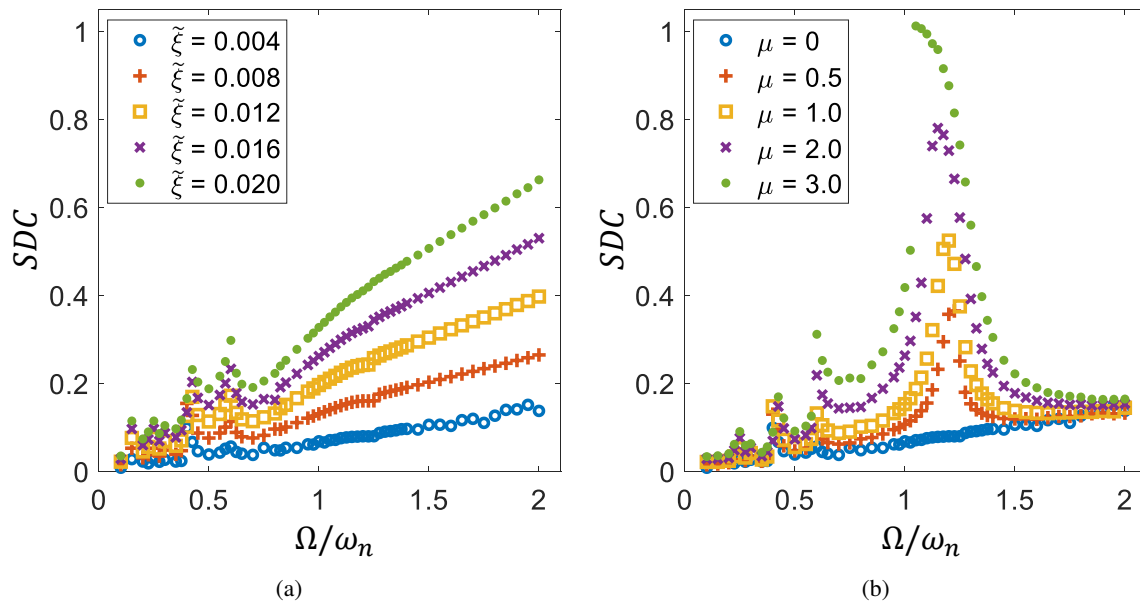 1
0.8
0.6
0.4
0.2
0
SDC
ξ̃ = 0.004
ξ̃ = 0.008
ξ̃ = 0.012
ξ̃ = 0.016
ξ̃ = 0.020
0 0.5 1 1.5 2
Ω/ωₙ
(a)
1
0.8
0.6
0.4
0.2
0
SDC
μ = 0
μ = 0.5
μ = 1.0
μ = 2.0
μ = 3.0
0 0.5 1 1.5 2
Ω/ωₙ
(b)